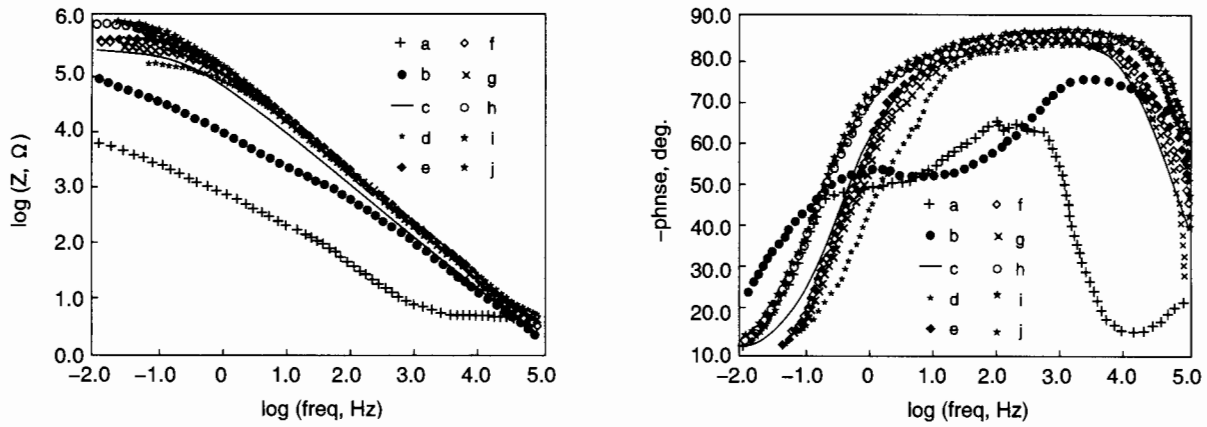 6.0
5.0
4.0
3.0
2.0
1.0
0.0
log (Z, Ω)
a f
b g
c h
d i
e j
−2.0 −1.0 0 1.0 2.0 3.0 4.0 5.0
log (freq, Hz)
90.0
80.0
70.0
60.0
50.0
40.0
30.0
20.0
10.0
−phnse, deg.
a f
b g
c h
d i
e j
−2.0 −1.0 0 1.0 2.0 3.0 4.0 5.0
log (freq, Hz)